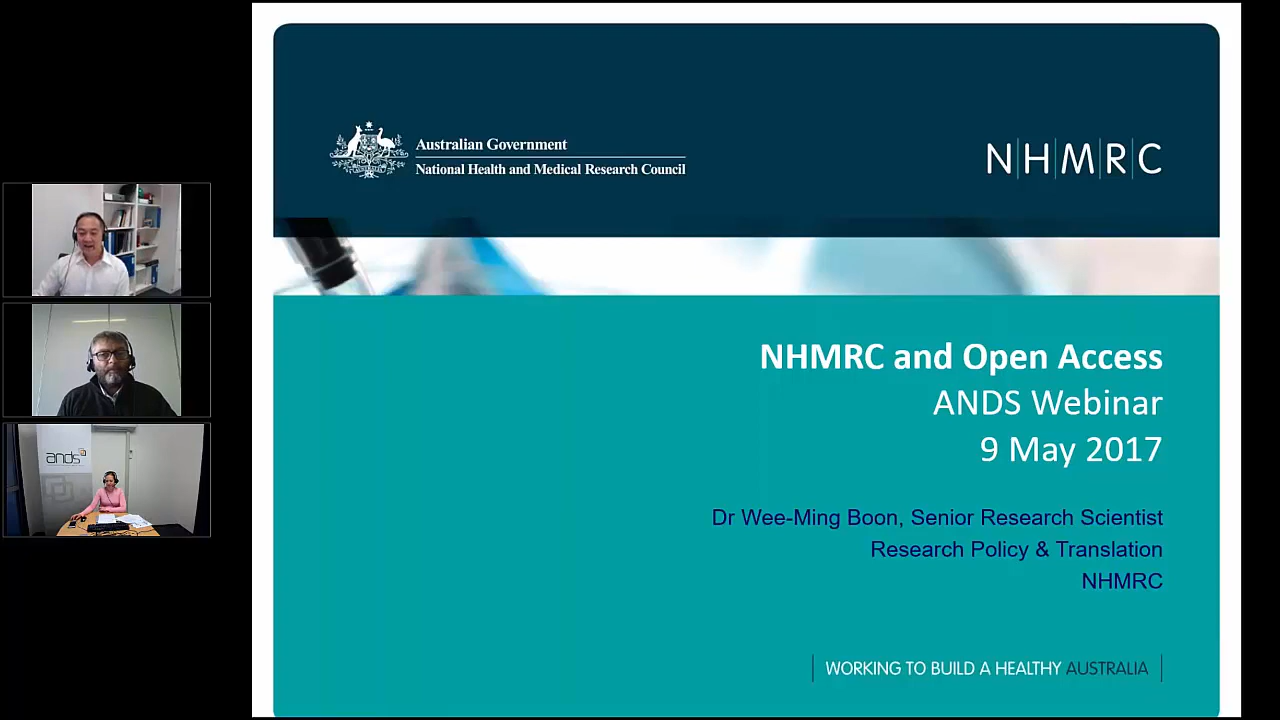 Australian Government
National Health and Medical Research Council
NHMRC
ands
NHMRC and Open Access
ANDS Webinar
9 May 2017
Dr Wee-Ming Boon, Senior Research Scientist
Research Policy & Translation
NHMRC
WORKING TO BUILD A HEALTHY AUSTRALIA